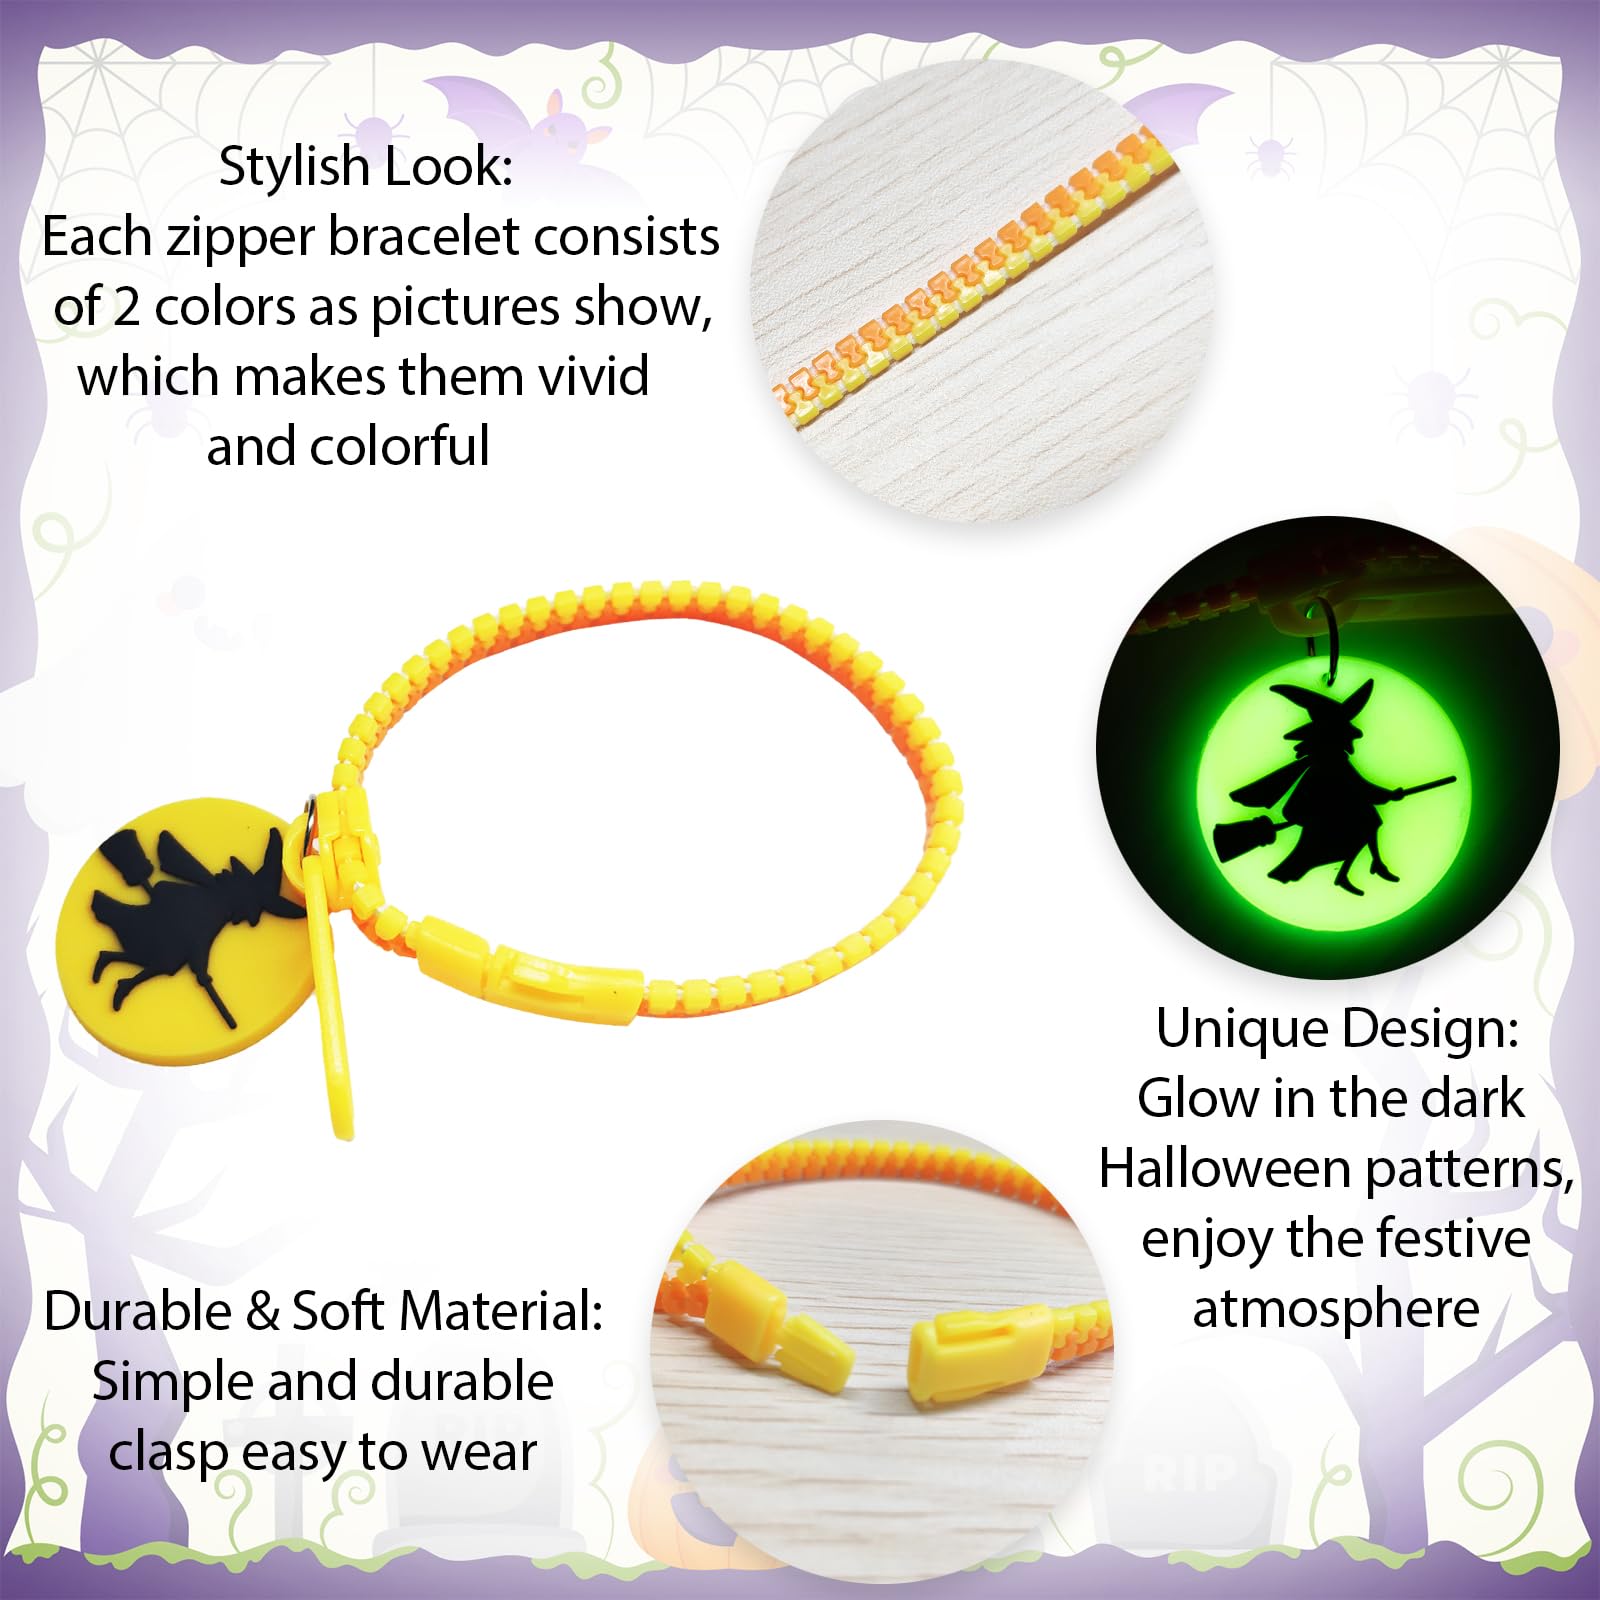 Stylish Look:
Each zipper bracelet consists
of 2 colors as pictures show,
which makes them vivid
and colorful
Unique Design:
Glow in the dark
Halloween patterns,
enjoy the festive
atmosphere
Durable & Soft Material:
Simple and durable
clasp easy to wear
RIP
RIP